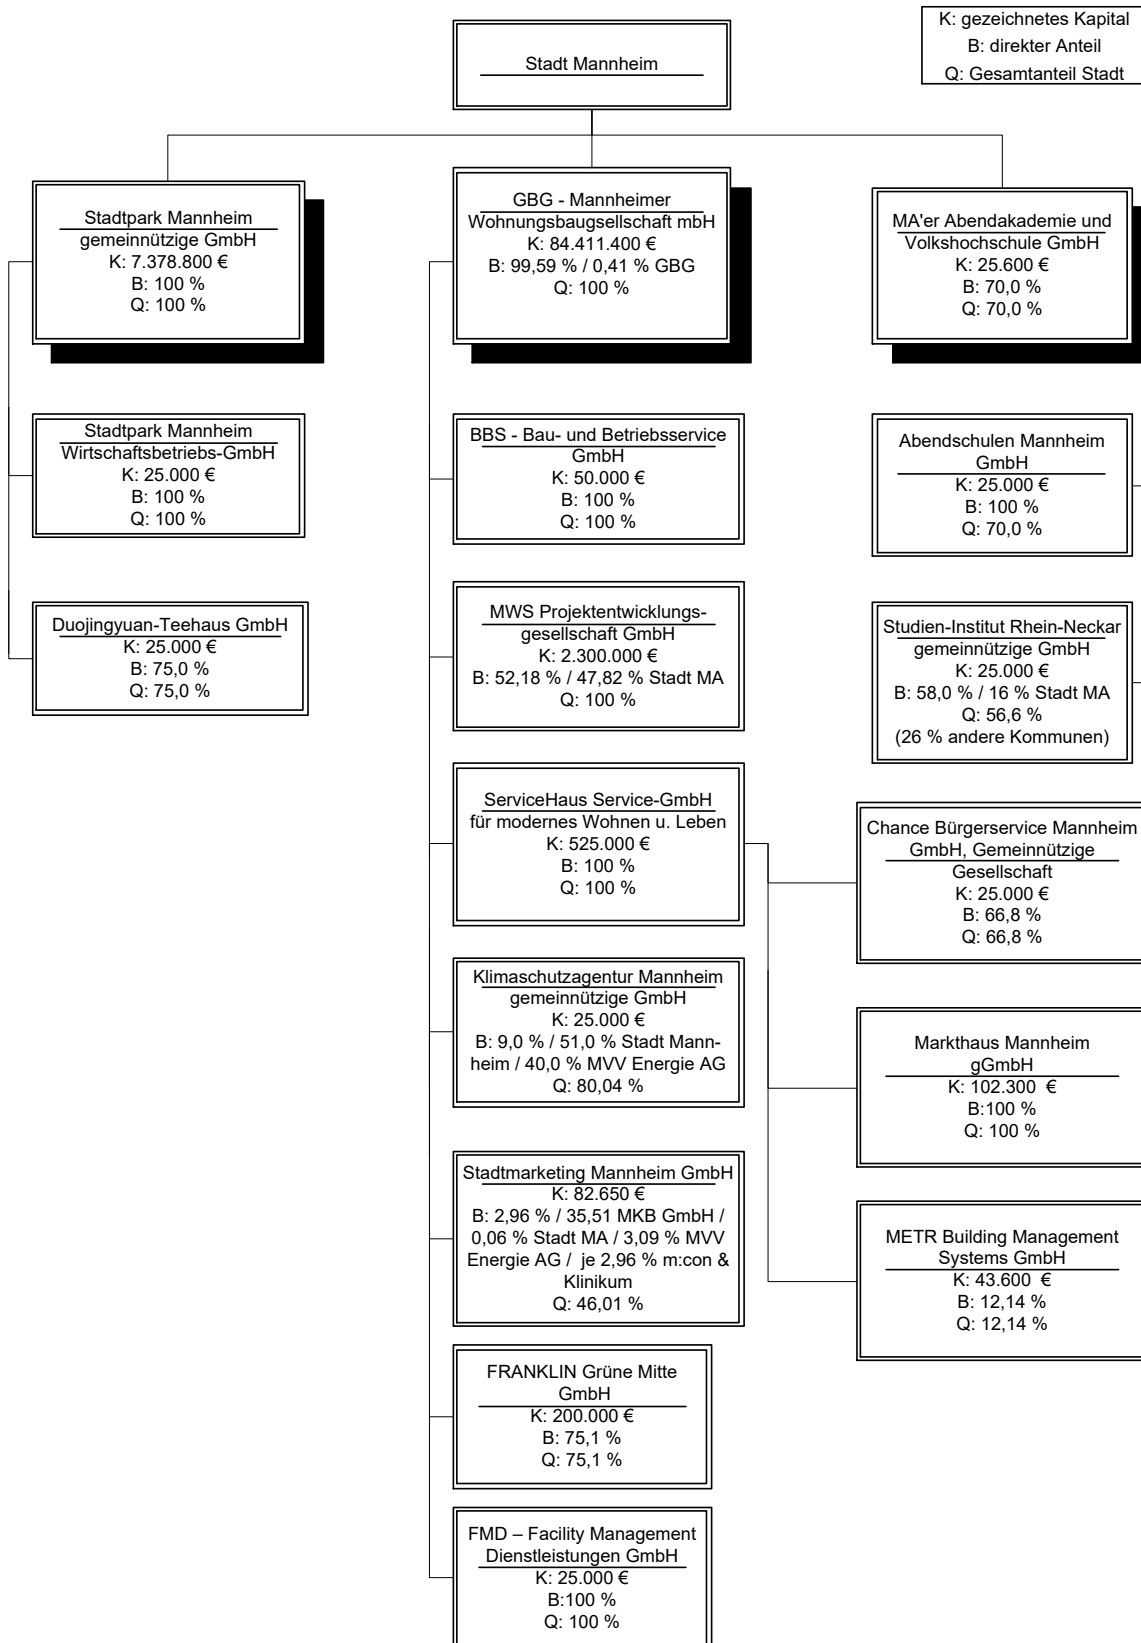 K: gezeichnetes Kapital
B: direkter Anteil
Q: Gesamtanteil Stadt
Stadt Mannheim
Stadtpark Mannheim
gemeinnützige GmbH
K: 7.378.800 €
B: 100 %
Q: 100 %
GBG - Mannheimer
Wohnungsbaugsellschaft mbH
K: 84.411.400 €
B: 99,59 % / 0,41 % GBG
Q: 100 %
MA'er Abendakademie und
Volkshochschule GmbH
K: 25.600 €
B: 70,0 %
Q: 70,0 %
Stadtpark Mannheim
Wirtschaftsbetriebs-GmbH
K: 25.000 €
B: 100 %
Q: 100 %
BBS - Bau- und Betriebsservice
GmbH
K: 50.000 €
B: 100 %
Q: 100 %
Abendschulen Mannheim
GmbH
K: 25.000 €
B: 100 %
Q: 70,0 %
Duojingyuan-Teehaus GmbH
K: 25.000 €
B: 75,0 %
Q: 75,0 %
MWS Projektentwicklungs-
gesellschaft GmbH
K: 2.300.000 €
B: 52,18 % / 47,82 % Stadt MA
Q: 100 %
Studien-Institut Rhein-Neckar
gemeinnützige GmbH
K: 25.000 €
B: 58,0 % / 16 % Stadt MA
Q: 56,6 %
(26 % andere Kommunen)
ServiceHaus Service-GmbH
für modernes Wohnen u. Leben
K: 525.000 €
B: 100 %
Q: 100 %
Chance Bürgerservice Mannheim
GmbH, Gemeinnützige
Gesellschaft
K: 25.000 €
B: 66,8 %
Q: 66,8 %
Klimaschutzagentur Mannheim
gemeinnützige GmbH
K: 25.000 €
B: 9,0 % / 51,0 % Stadt Mann-
heim / 40,0 % MVV Energie AG
Q: 80,04 %
Markthaus Mannheim
gGmbH
K: 102.300 €
B:100 %
Q: 100 %
Stadtmarketing Mannheim GmbH
K: 82.650 €
B: 2,96 % / 35,51 MKB GmbH /
0,06 % Stadt MA / 3,09 % MVV
Energie AG / je 2,96 % m:con &
Klinikum
Q: 46,01 %
METR Building Management
Systems GmbH
K: 43.600 €
B: 12,14 %
Q: 12,14 %
FRANKLIN Grüne Mitte
GmbH
K: 200.000 €
B: 75,1 %
Q: 75,1 %
FMD – Facility Management
Dienstleistungen GmbH
K: 25.000 €
B:100 %
Q: 100 %